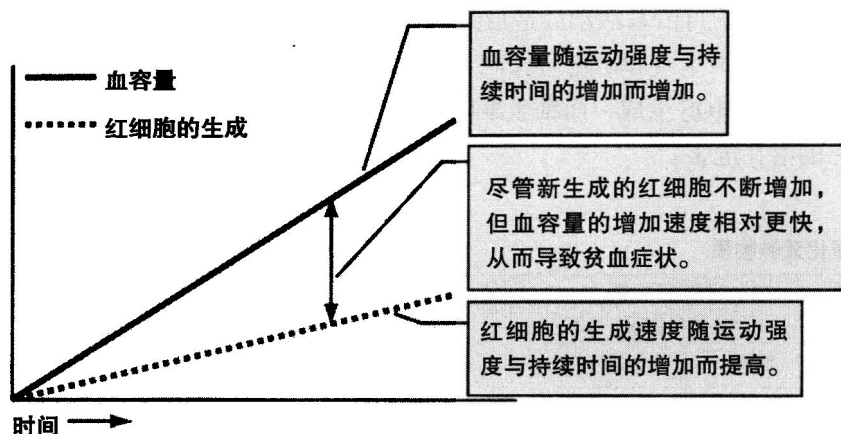 血容量
红细胞的生成
血容量随运动强度与持
续时间的增加而增加。
尽管新生成的红细胞不断增加，
但血容量的增加速度相对更快，
从而导致贫血症状。
红细胞的生成速度随运动强
度与持续时间的增加而提高。
时间